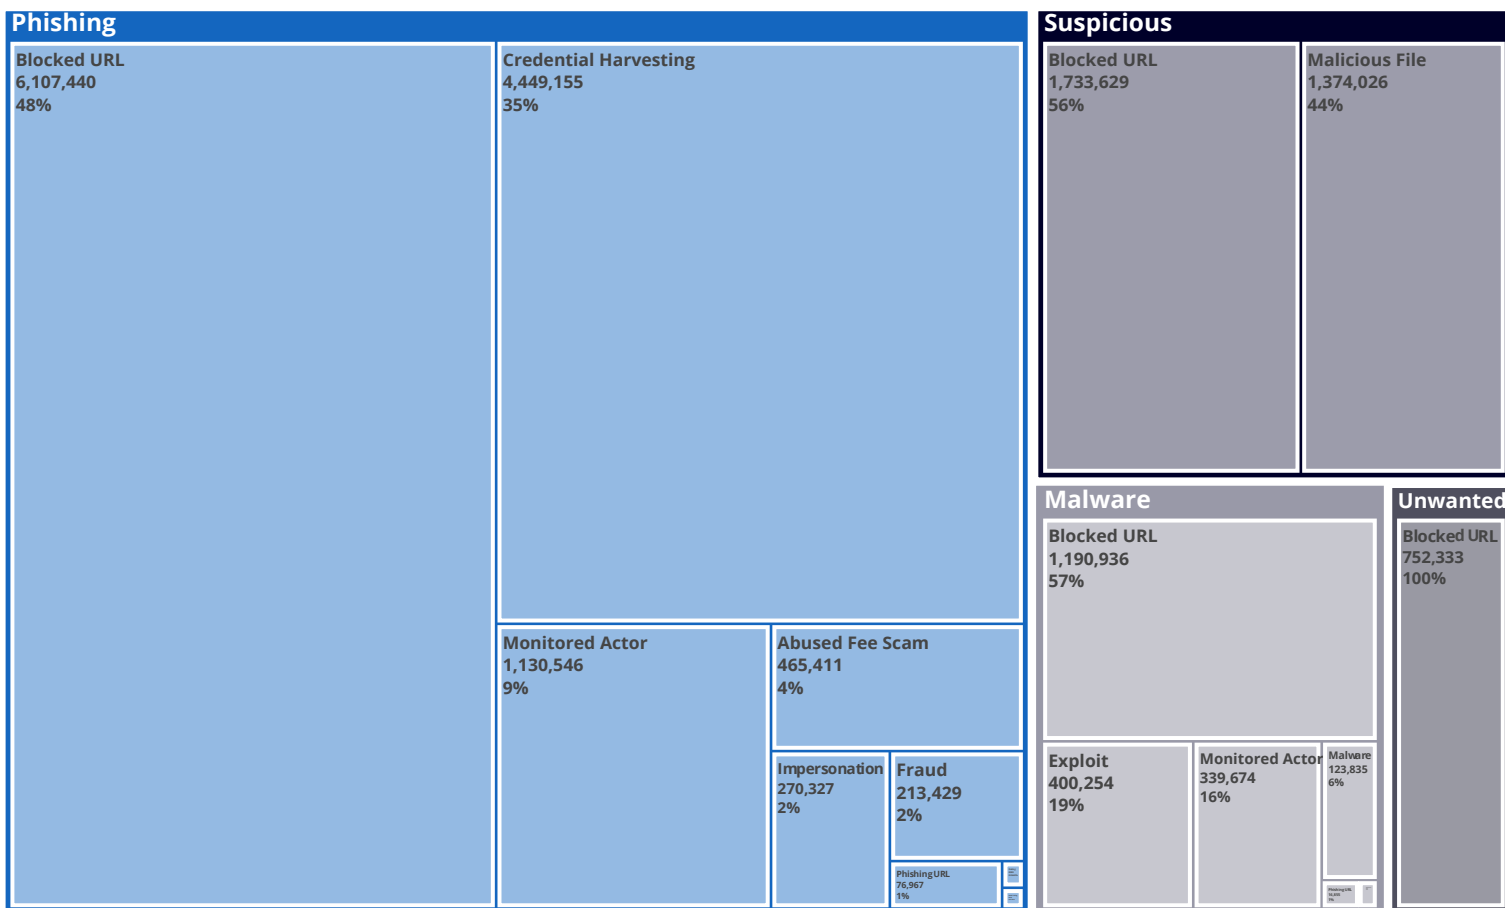 Phishing
Blocked URL
6,107,440
48%
Credential Harvesting
4,449,155
35%
Monitored Actor
1,130,546
9%
Abused Fee Scam
465,411
4%
Impersonation
270,327
2%
Fraud
213,429
2%
Phishing URL
76,967
1%
Suspicious
Blocked URL
1,733,629
56%
Malicious File
1,374,026
44%
Malware
Blocked URL
1,190,936
57%
Exploit
400,254
19%
Monitored Actor
339,674
16%
Malware
123,835
6%
Phishing URL
1%
Unwanted
Blocked URL
752,333
100%